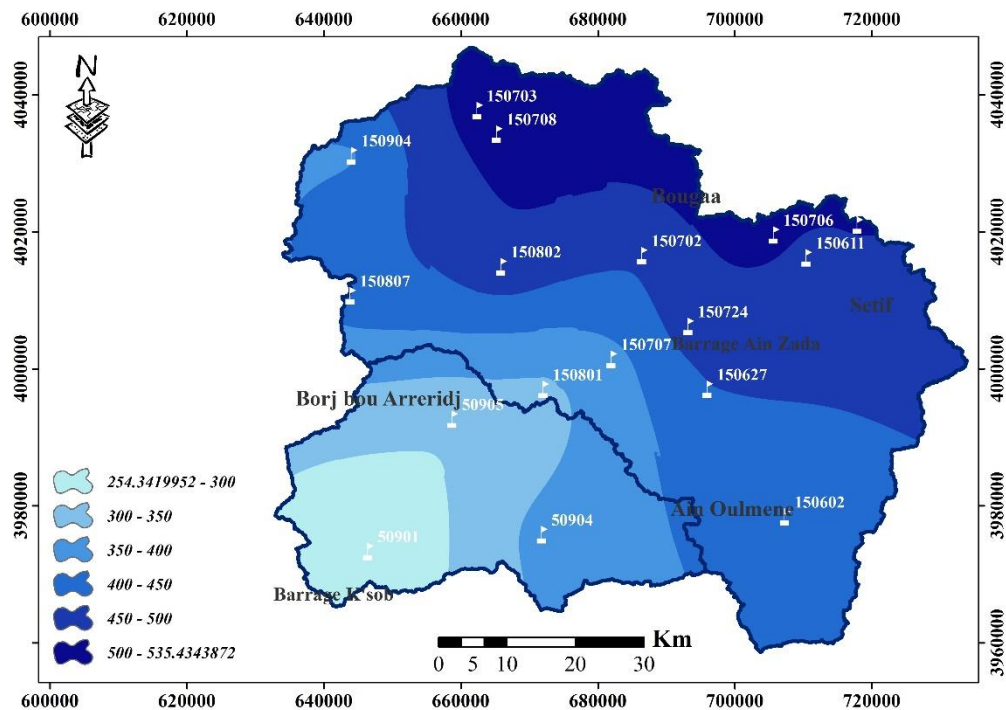 600000 620000 640000 660000 680000 700000 720000
N
4040000
4040000
150703
150708
150904
Bougaa
4020000
4020000
150706
150702
150611
150802
150807
Setif
150724
Barrage Ain Zada
150707
4000000
4000000
150801
150627
Borj bou Arreridj
50905
254.3419952 - 300
300 - 350
350 - 400
400 - 450
450 - 500
500 - 535.4343872
3980000
3980000
Ain Oulmene
150602
50904
50901
Barrage K sob
Km
0 5 10 20 30
3960000
3960000
600000 620000 640000 660000 680000 700000 720000